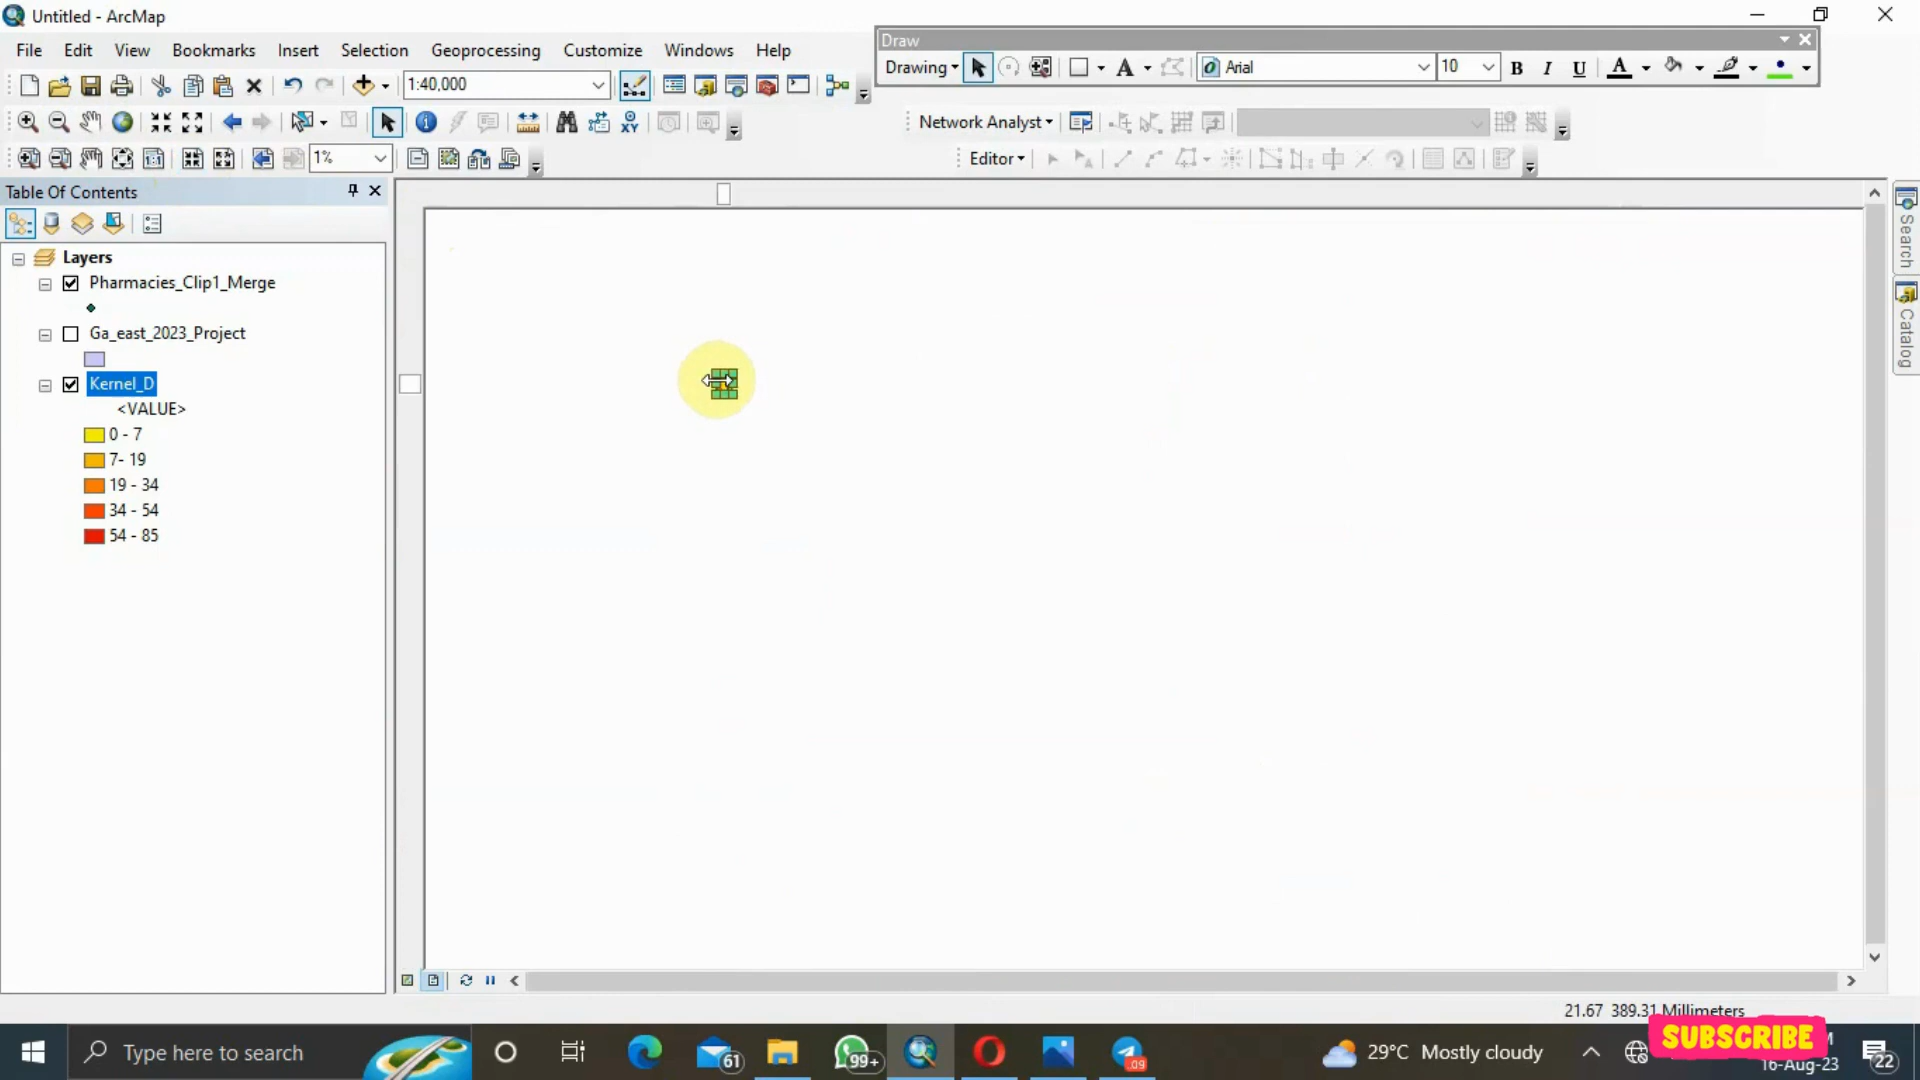 Untitled - ArcMap
Draw
File Edit View Bookmarks Insert Selection Geoprocessing Customize Windows Help
Drawing A Arial 10 B I U A
1:40,000
Network Analyst
XY
1%
Editor
Table Of Contents
Layers
Pharmacies_Clip1_Merge
Ga_east_2023_Project
Kernel_D
<VALUE>
0 - 7
7- 19
19 - 34
34 - 54
54 - 85
Search
Catalog
21.67 389.31 Millimeters
SUBSCRIBE
Type here to search
61
99+
.09
29°C Mostly cloudy
16-Aug-23
22